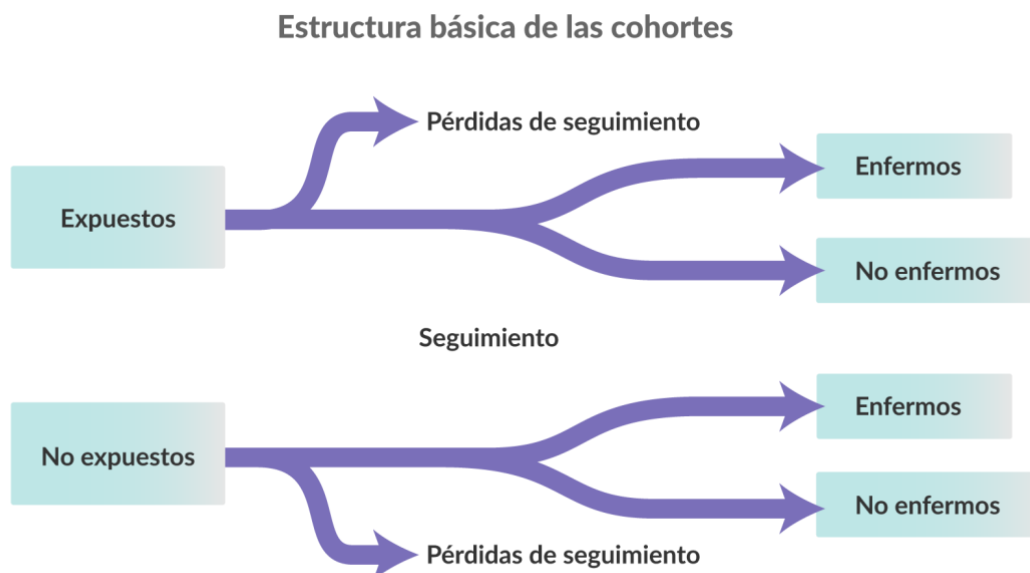 Estructura básica de las cohortes
Pérdidas de seguimiento
Enfermos
Expuestos
No enfermos
Seguimiento
Enfermos
No expuestos
No enfermos
Pérdidas de seguimiento